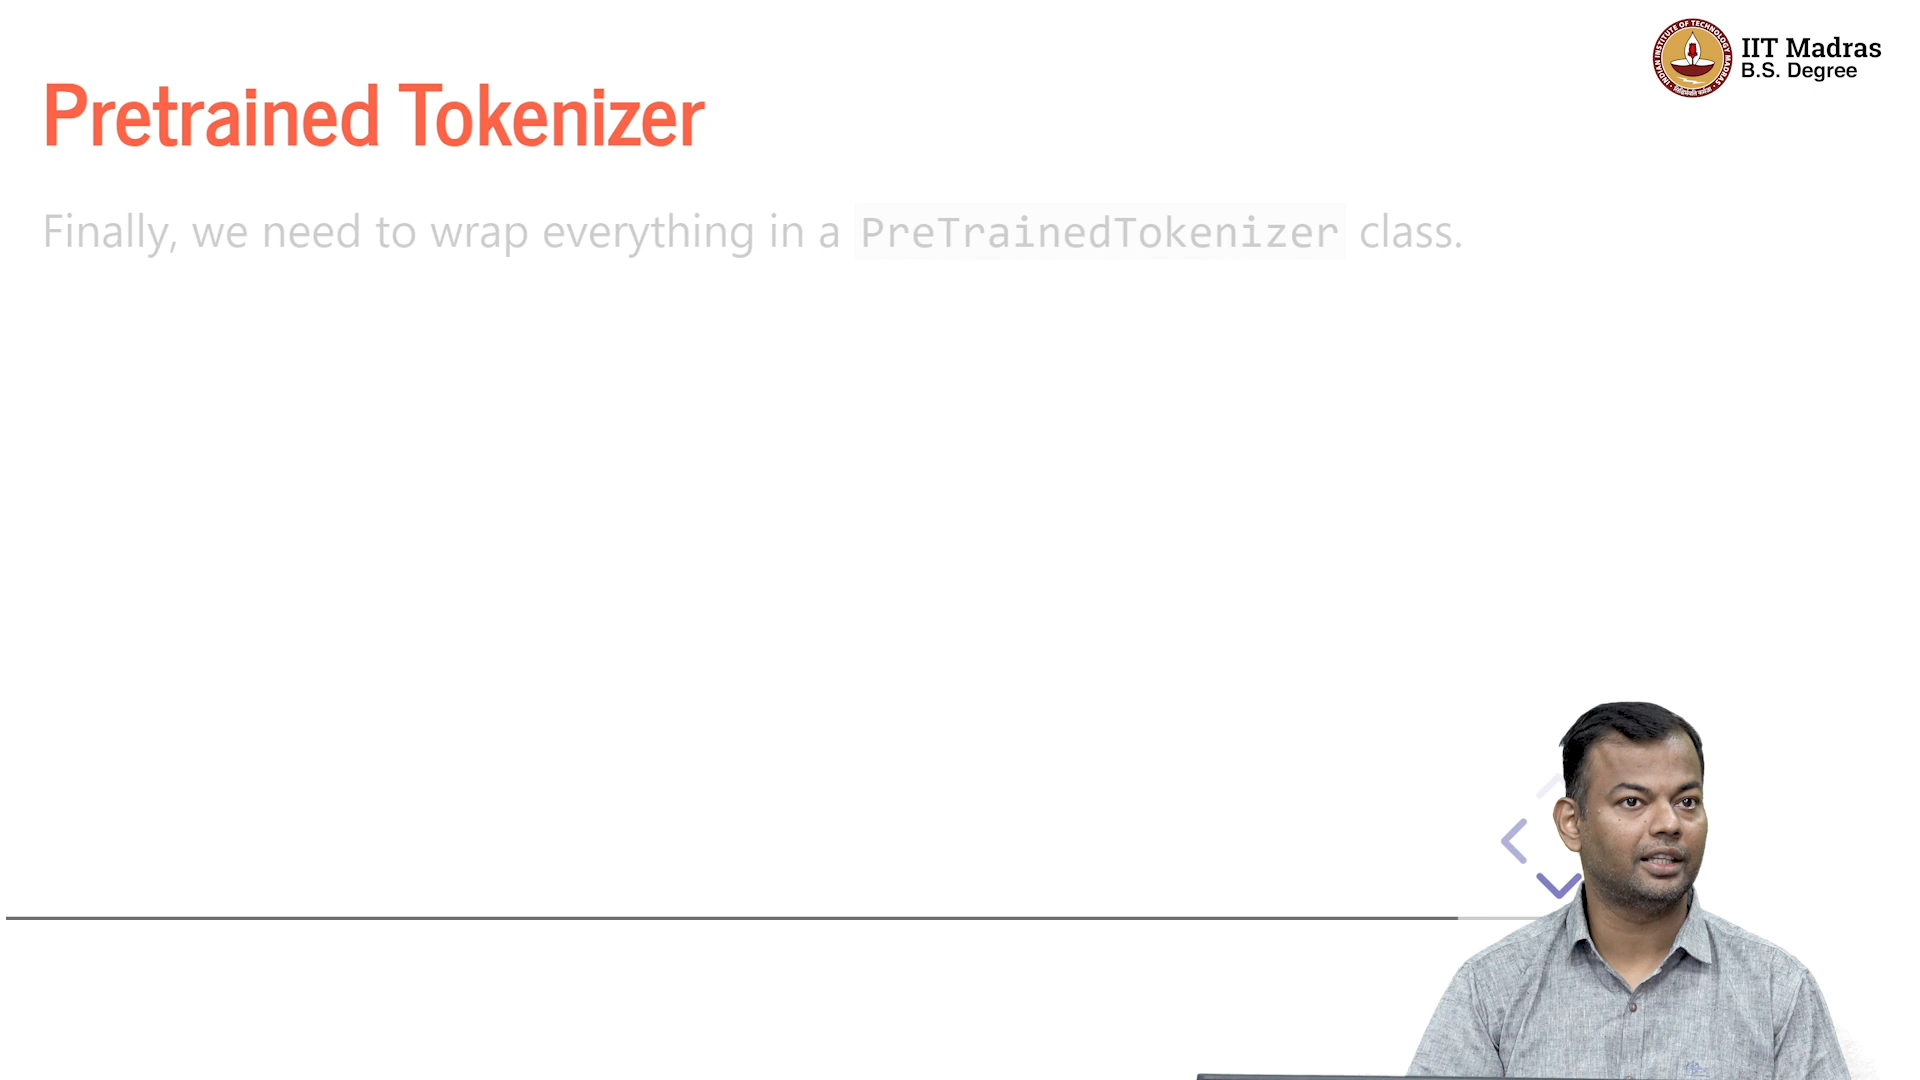 IIT Madras
B.S. Degree
Pretrained Tokenizer
Finally, we need to wrap everything in a PreTrainedTokenizer class.